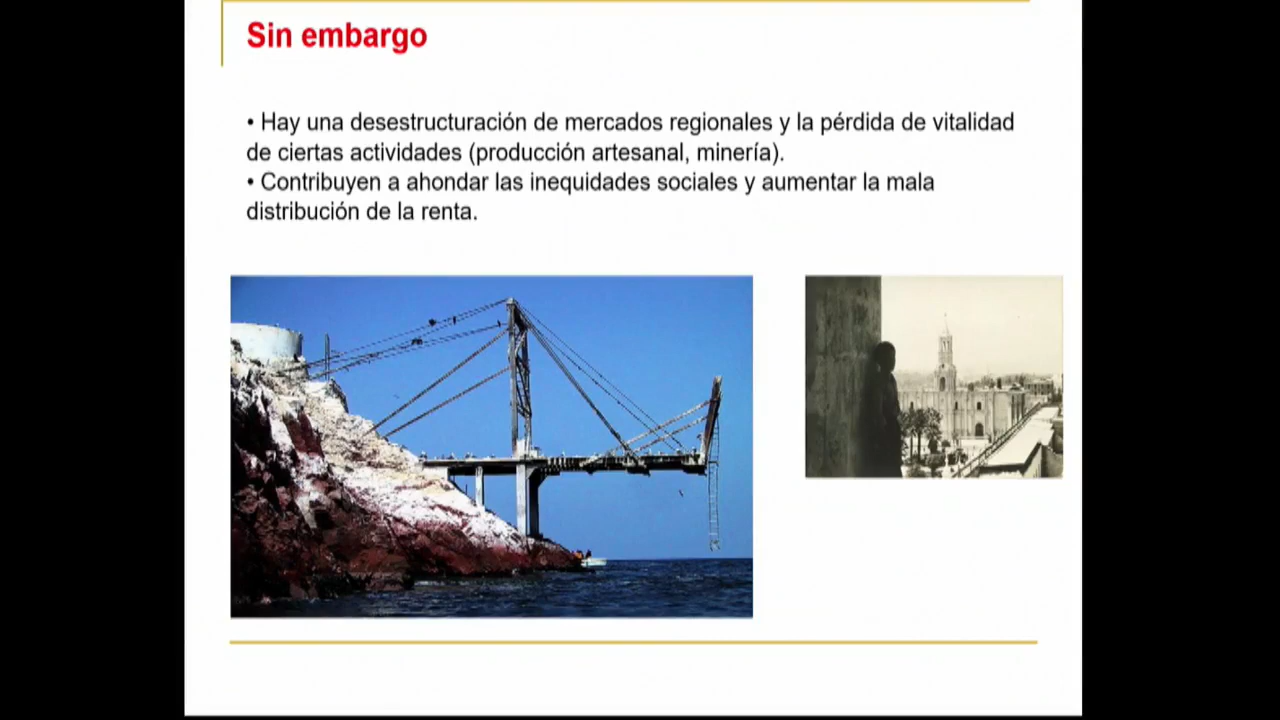 Sin embargo
• Hay una desestructuración de mercados regionales y la pérdida de vitalidad
de ciertas actividades (producción artesanal, minería).
• Contribuyen a ahondar las inequidades sociales y aumentar la mala
distribución de la renta.